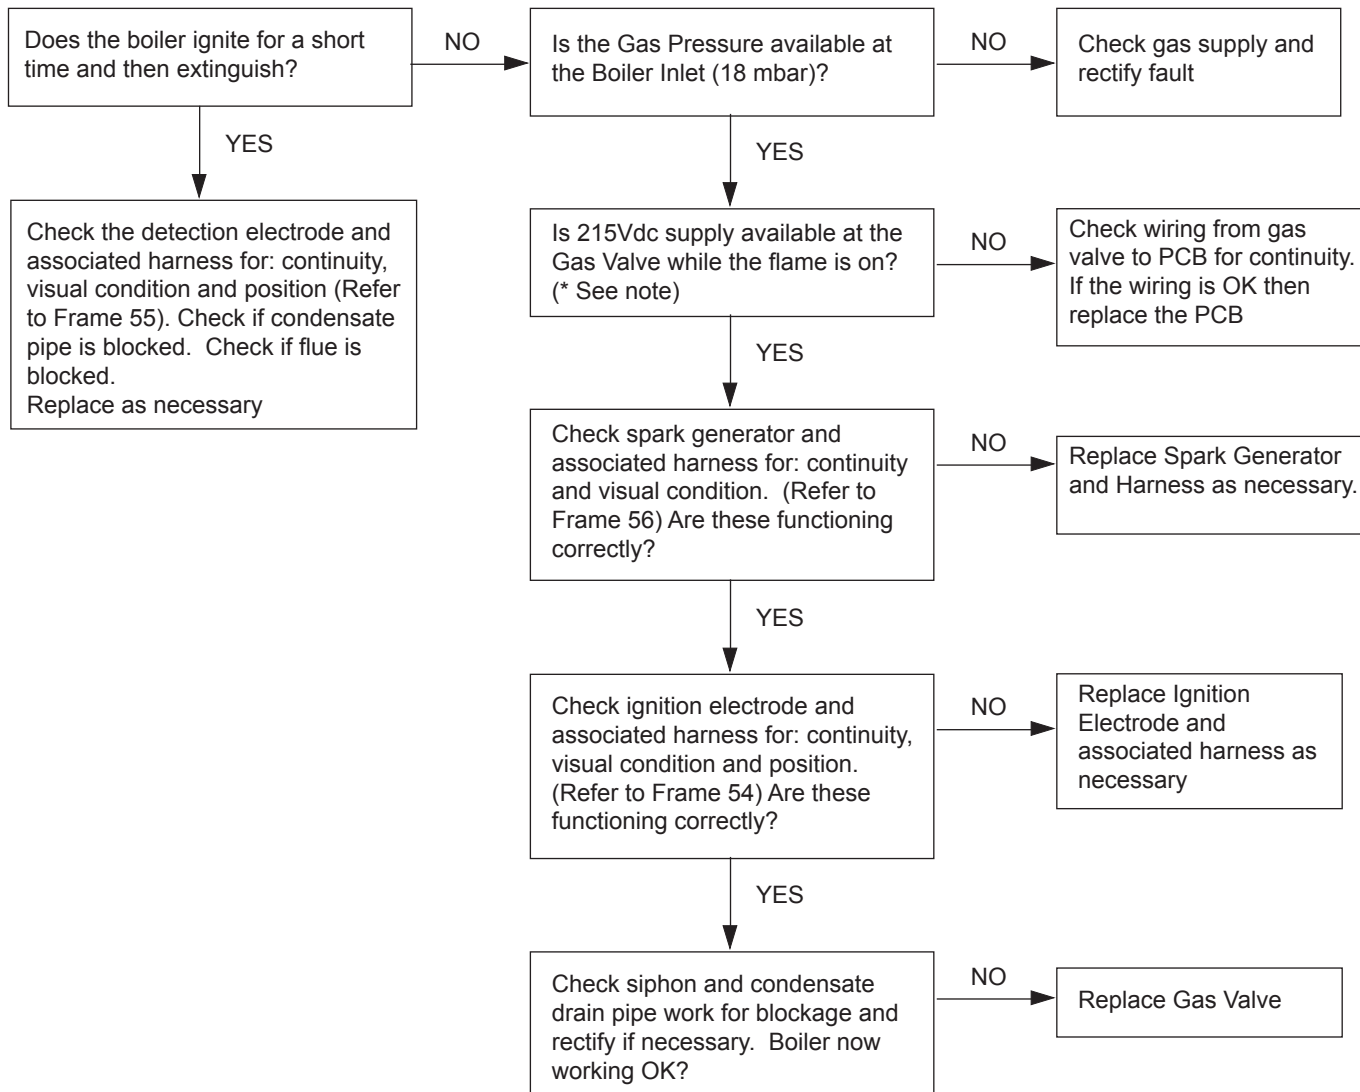 Does the boiler ignite for a short
time and then extinguish?
NO
Is the Gas Pressure available at
the Boiler Inlet (18 mbar)?
NO
Check gas supply and
rectify fault
YES
YES
Check the detection electrode and
associated harness for: continuity,
visual condition and position (Refer
to Frame 55). Check if condensate
pipe is blocked.  Check if flue is
blocked.
Replace as necessary
Is 215Vdc supply available at the
Gas Valve while the flame is on?
(* See note)
NO
Check wiring from gas
valve to PCB for continuity.
If the wiring is OK then
replace the PCB
YES
Check spark generator and
associated harness for: continuity
and visual condition.  (Refer to
Frame 56) Are these functioning
correctly?
NO
Replace Spark Generator
and Harness as necessary.
YES
Check ignition electrode and
associated harness for: continuity,
visual condition and position.
(Refer to Frame 54) Are these
functioning correctly?
NO
Replace Ignition
Electrode and
associated harness as
necessary
YES
Check siphon and condensate
drain pipe work for blockage and
rectify if necessary.  Boiler now
working OK?
NO
Replace Gas Valve